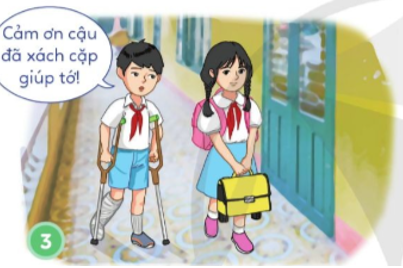 Cảm ơn cậu
đã xách cặp
giúp tớ!
3